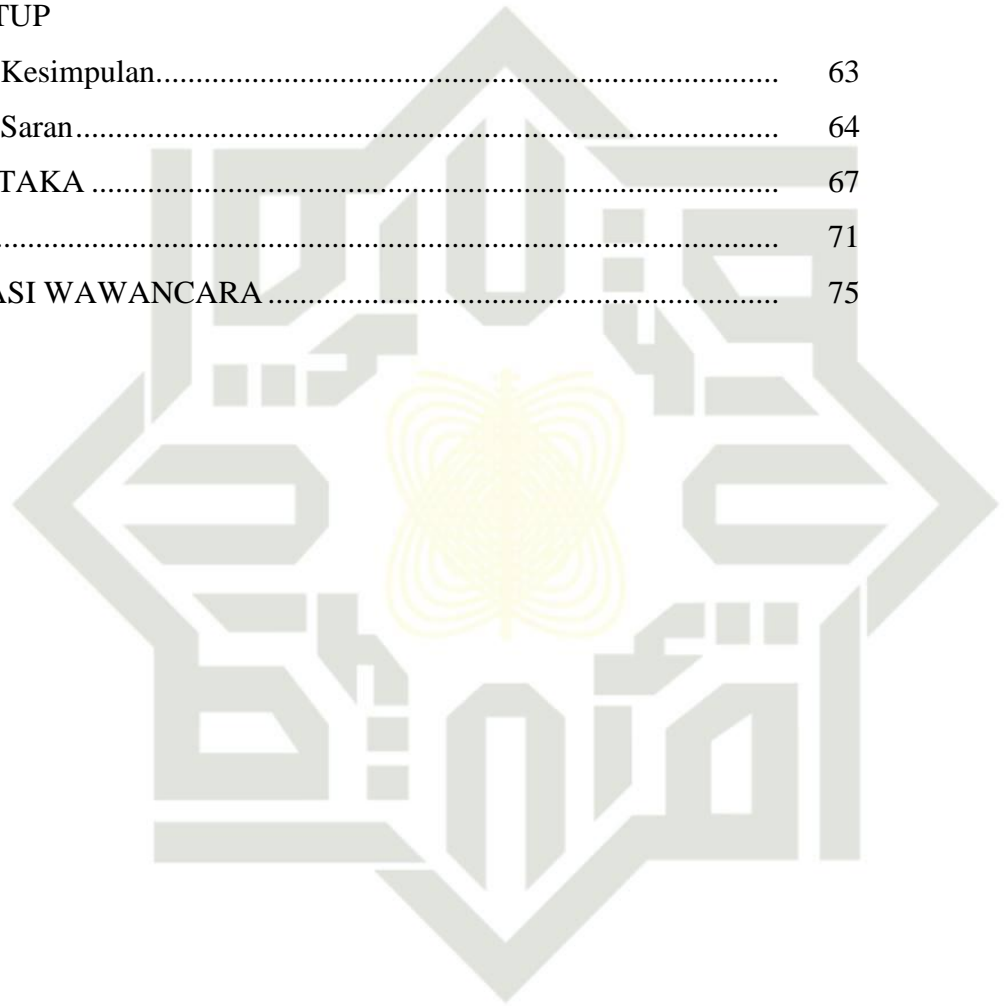 TUP
Kesimpulan............................................................................ 63
Saran...................................................................................... 64
TAKA .................................................................................... 67
................................................................................................ 71
ASI WAWANCARA .............................................................. 75